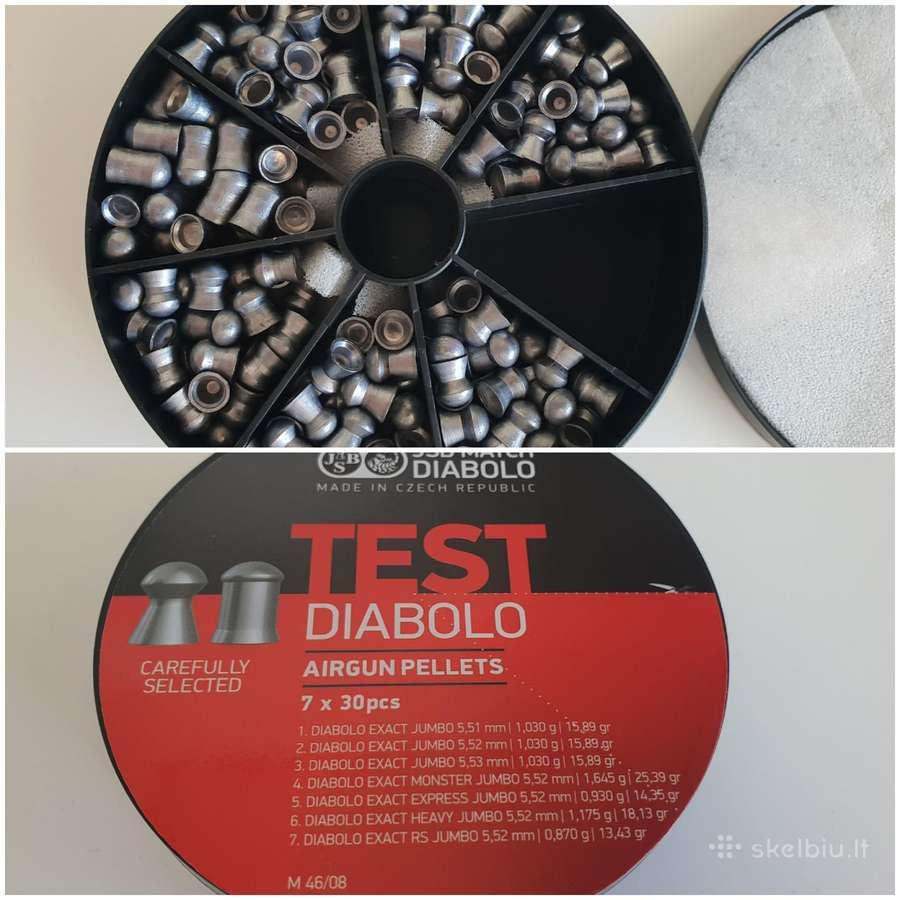 JSB
JSB MATCH
DIABOLO
MADE IN CZECH REPUBLIC
TEST
DIABOLO
CAREFULLY
SELECTED
AIRGUN PELLETS
7 x 30pcs
1. DIABOLO EXACT JUMBO 5,51 mm | 1,030 g | 15,89 gr
2. DIABOLO EXACT JUMBO 5,52 mm | 1,030 g | 15,89 gr
3. DIABOLO EXACT JUMBO 5,53 mm | 1,030 g | 15,89 gr
4. DIABOLO EXACT MONSTER JUMBO 5,52 mm | 1,645 g | 25,39 gr
5. DIABOLO EXACT EXPRESS JUMBO 5,52 mm | 0,930 g | 14,35 gr
6. DIABOLO EXACT HEAVY JUMBO 5,52 mm | 1,175 g | 18,13 gr
7. DIABOLO EXACT RS JUMBO 5,52 mm | 0,870 g | 13,43 gr
M 46/08
skelbiu.lt